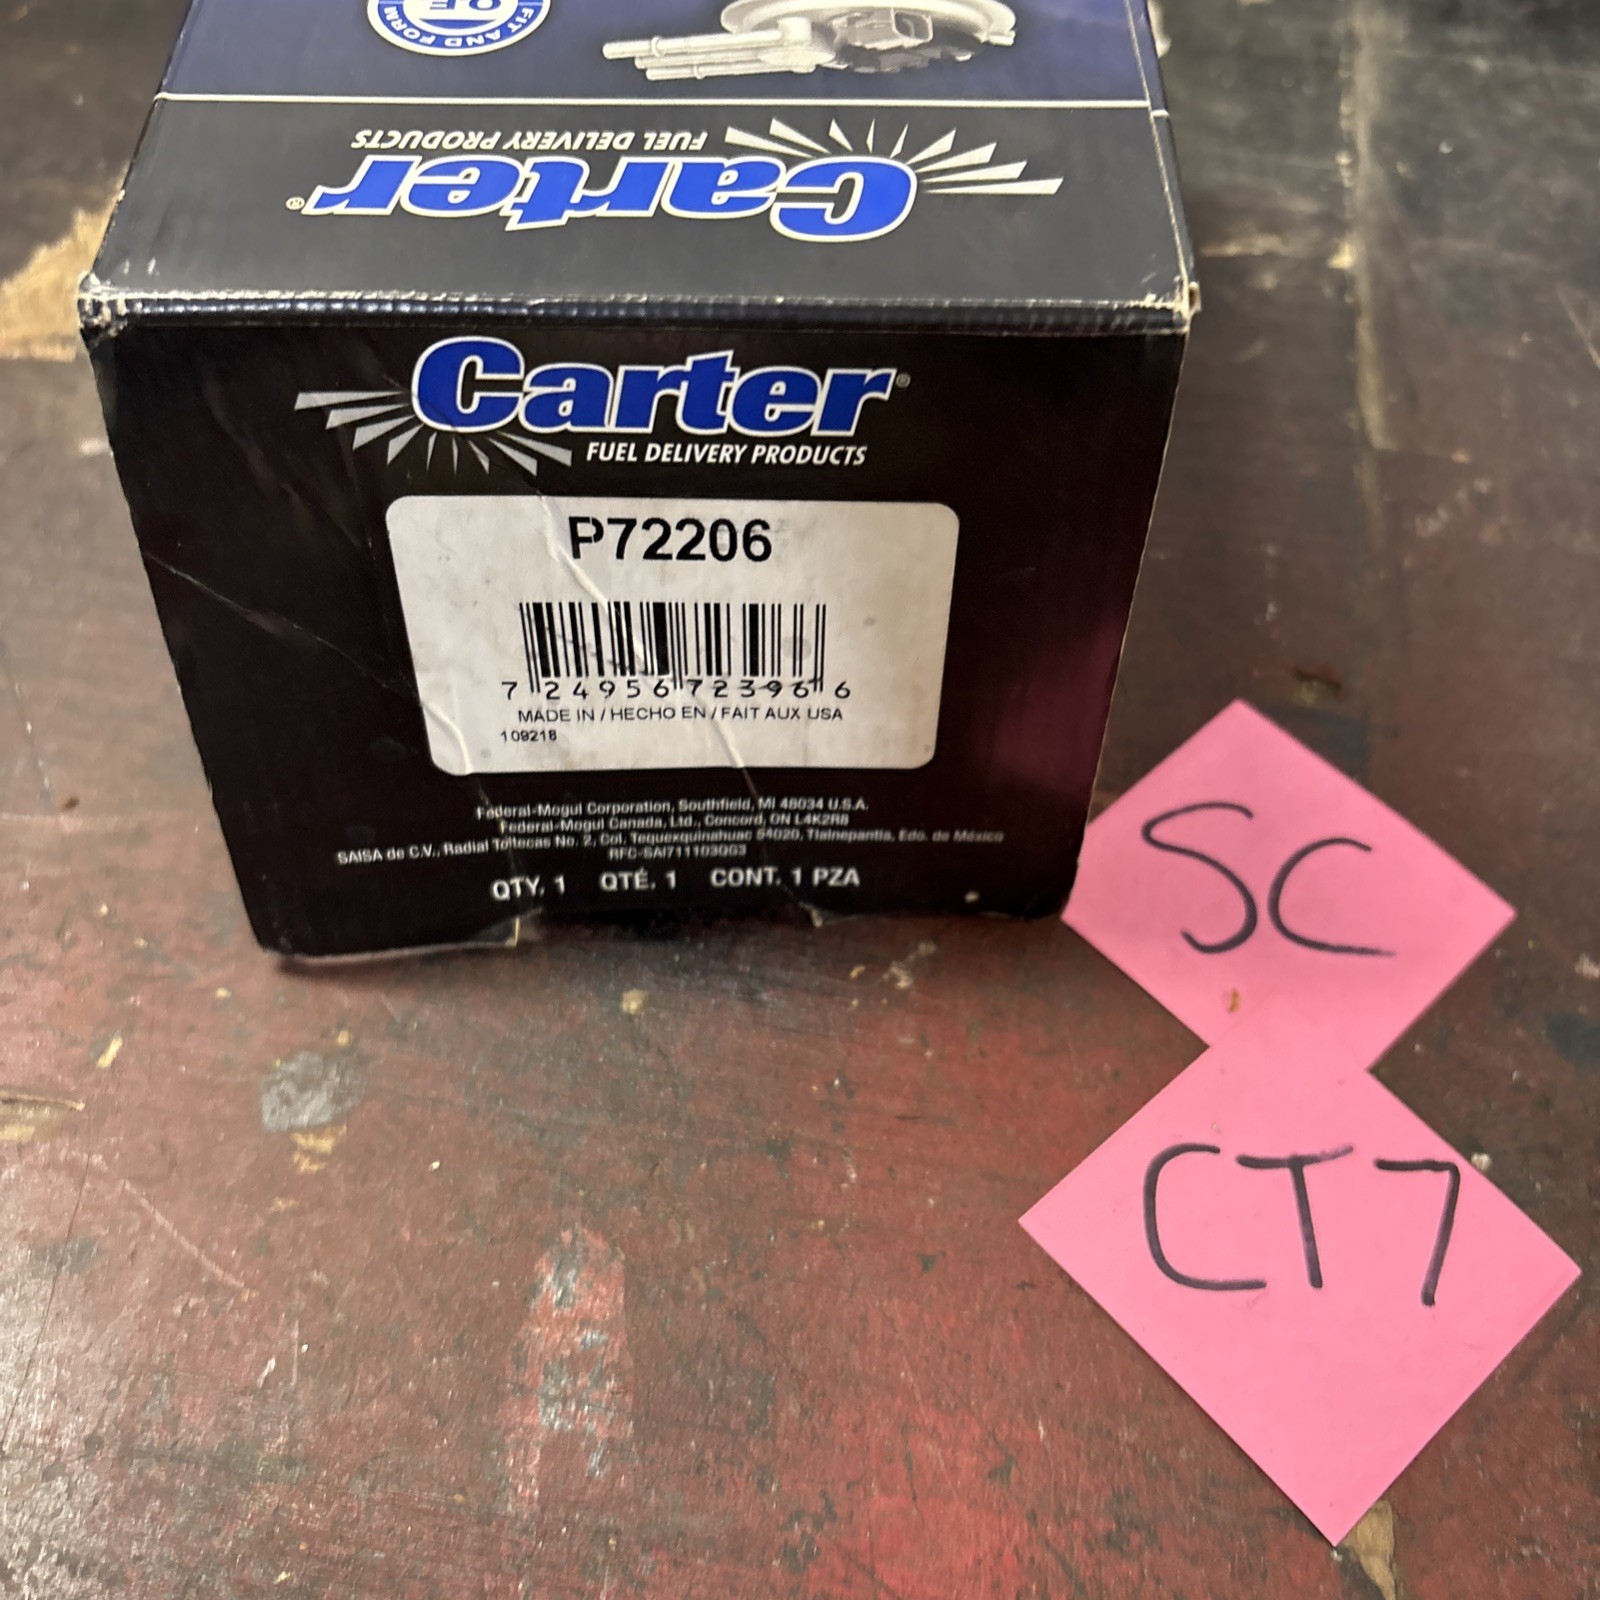 FIT AND FORM
OE
FUEL DELIVERY PRODUCTS
Carter®
Carter®
FUEL DELIVERY PRODUCTS
P72206
7 24956 72396 6
MADE IN / HECHO EN / FAIT AUX USA
109218
Federal-Mogul Corporation, Southfield, MI 48034 U.S.A.
Federal-Mogul Canada, Ltd., Concord, ON L4K2R8
SAISA de C.V., Radial Toltecas No. 2, Col. Tequexquinahuac 54020, Tlalnepantla, Edo. de México
QTY. 1 QTÉ. 1 CONT. 1 PZA
SC
CT7